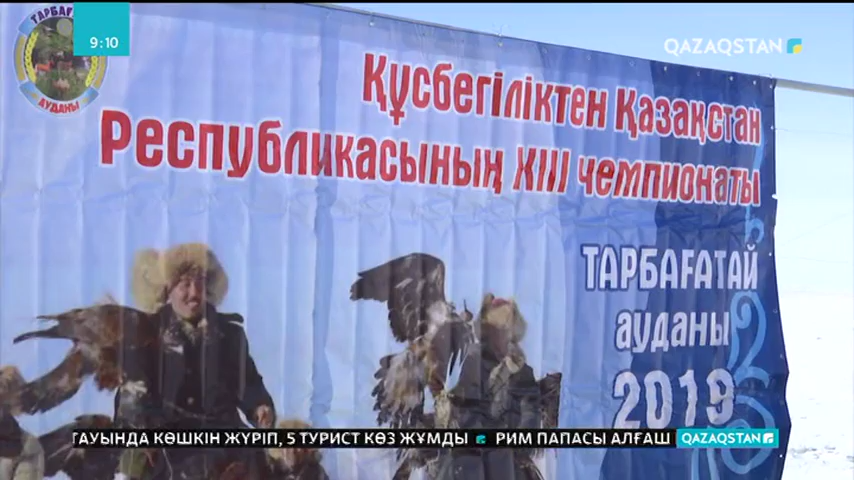 ТАРБАҒАТАЙ
АУДАНЫ
9:10
QAZAQSTAN
Құсбегіліктен Қазақстан
Республикасының XIII чемпионаты
ТАРБАҒАТАЙ
ауданы
2019
ТАУЫНДА КӨШКІН ЖҮРІП, 5 ТУРИСТ КӨЗ ЖҰМДЫ РИМ ПАПАСЫ АЛҒАШ
QAZAQSTAN